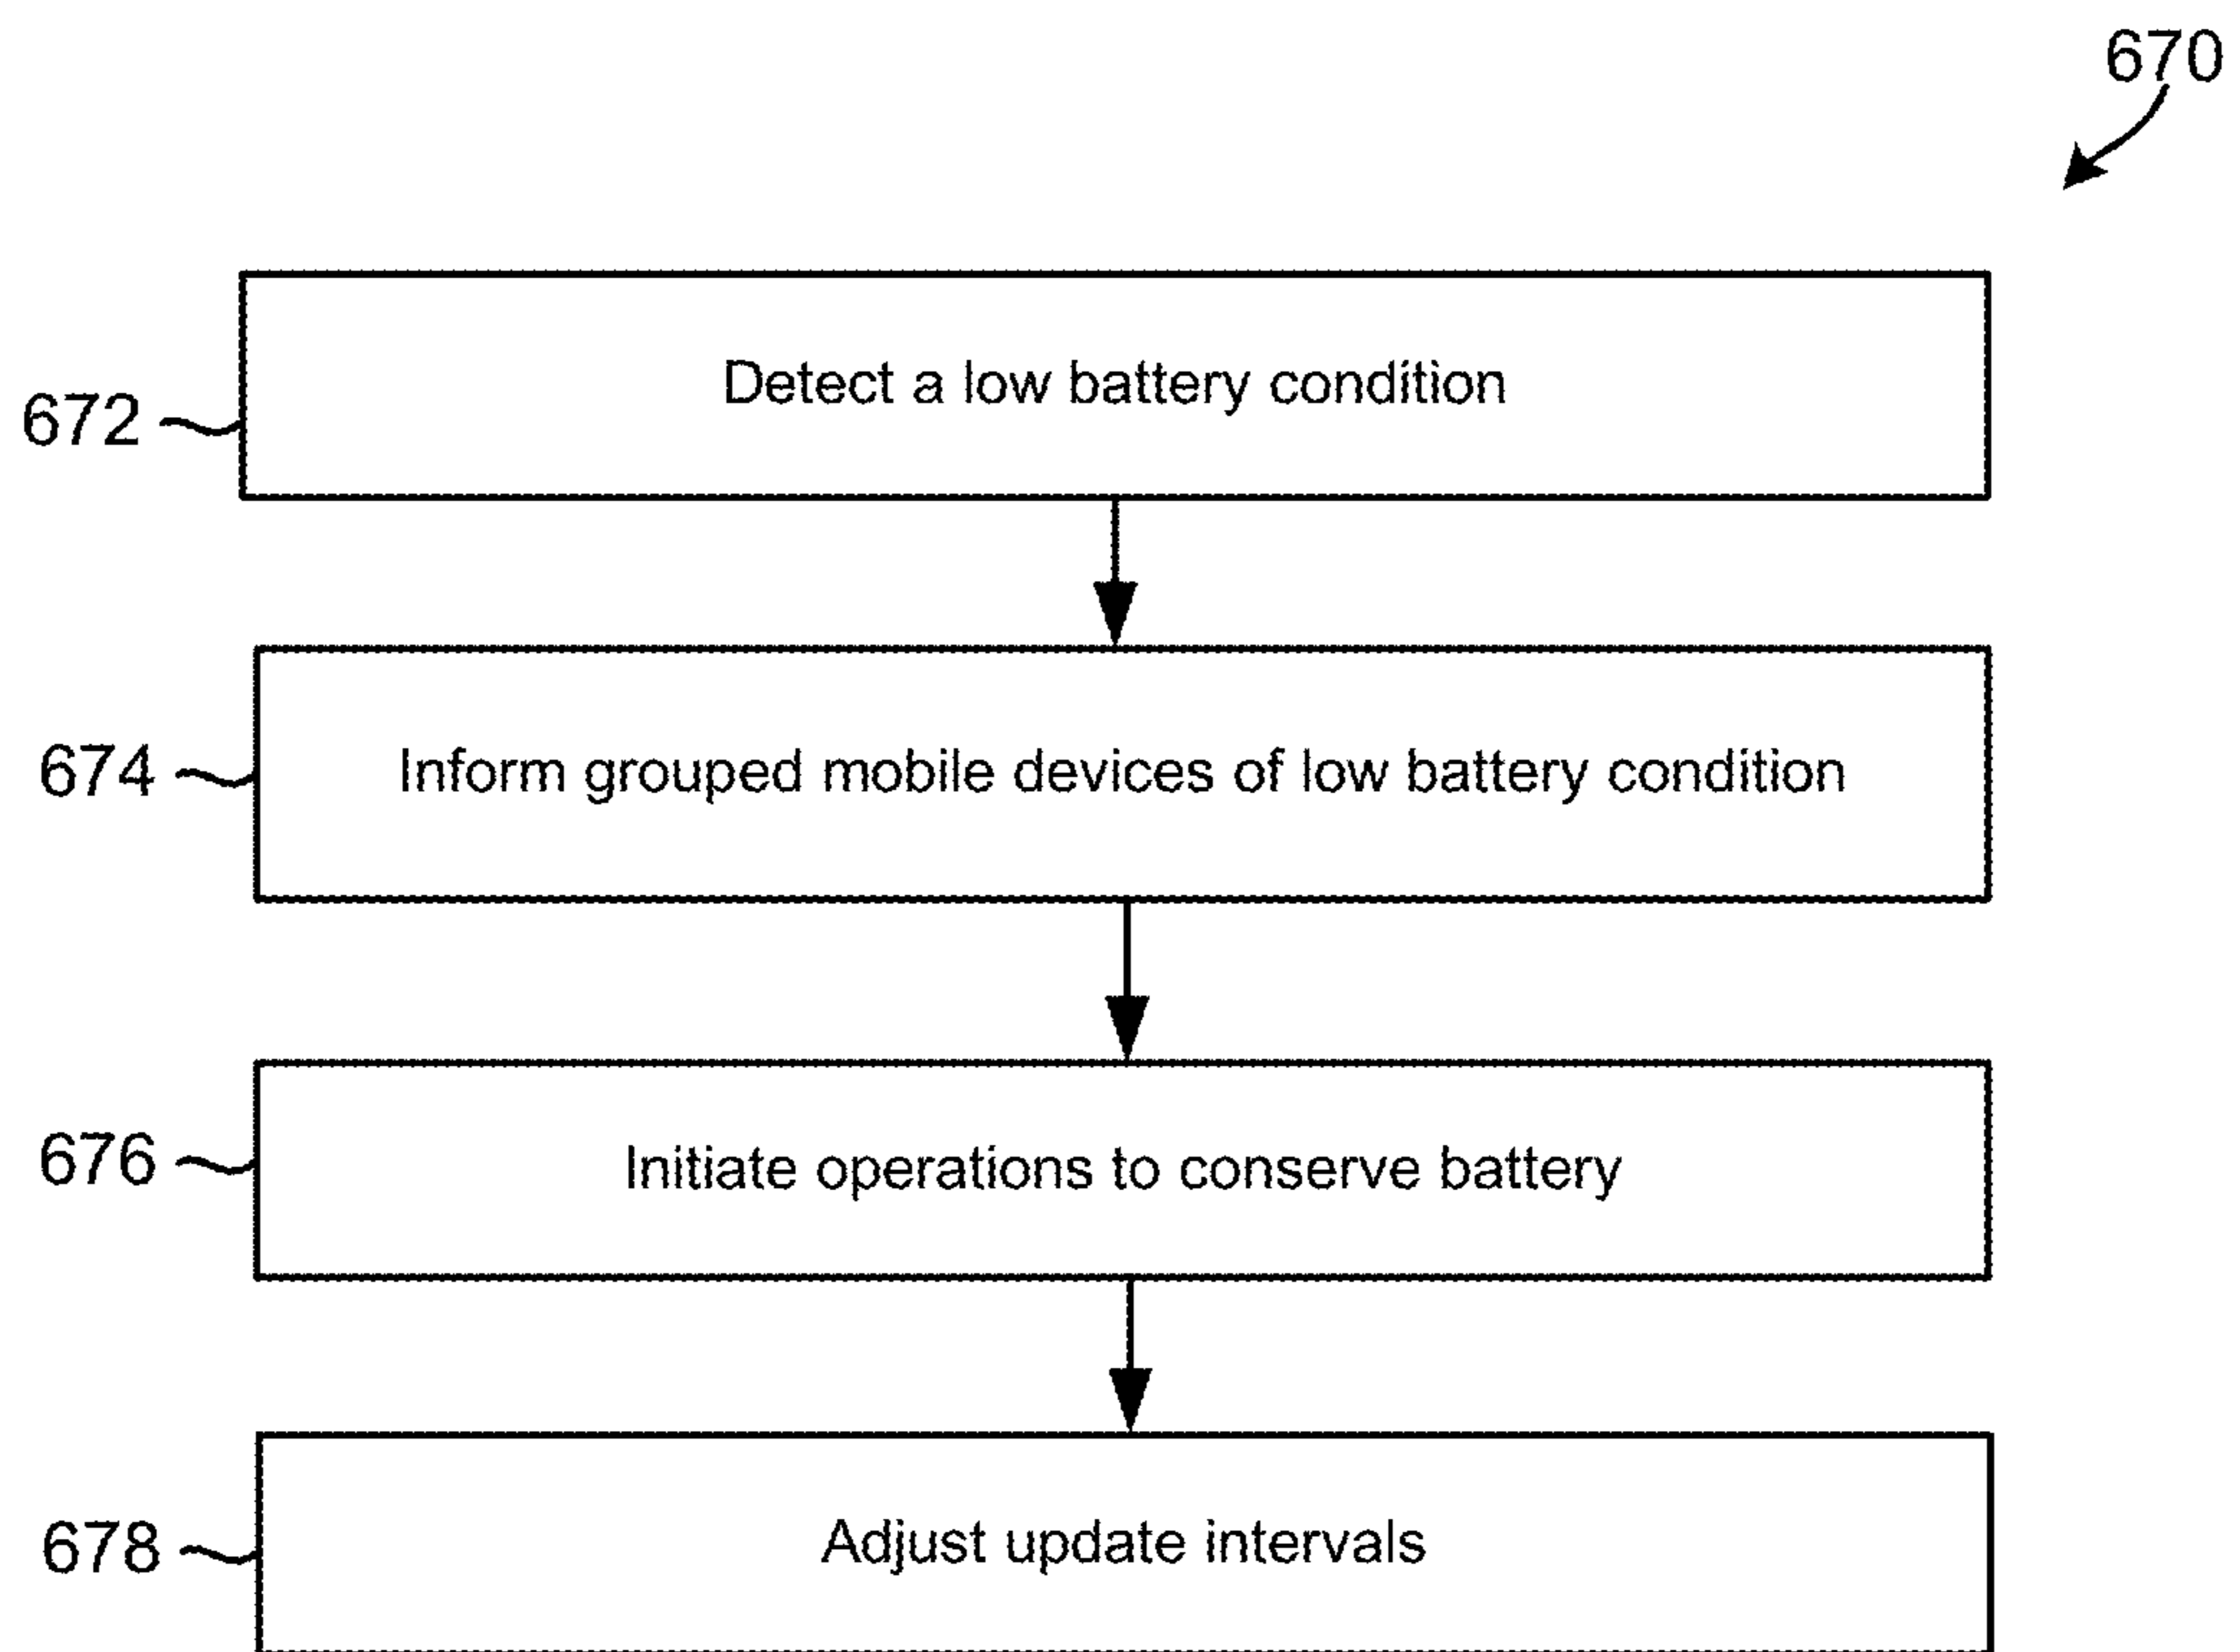 670
Detect a low battery condition
672
Inform grouped mobile devices of low battery condition
674
Initiate operations to conserve battery
676
Adjust update intervals
678